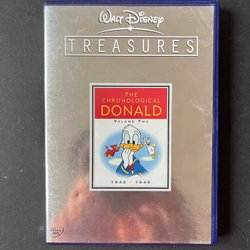 Walt Disney
TREASURES
THE
CHRONOLOGICAL
DONALD
VOLUME TWO
1942 - 1946